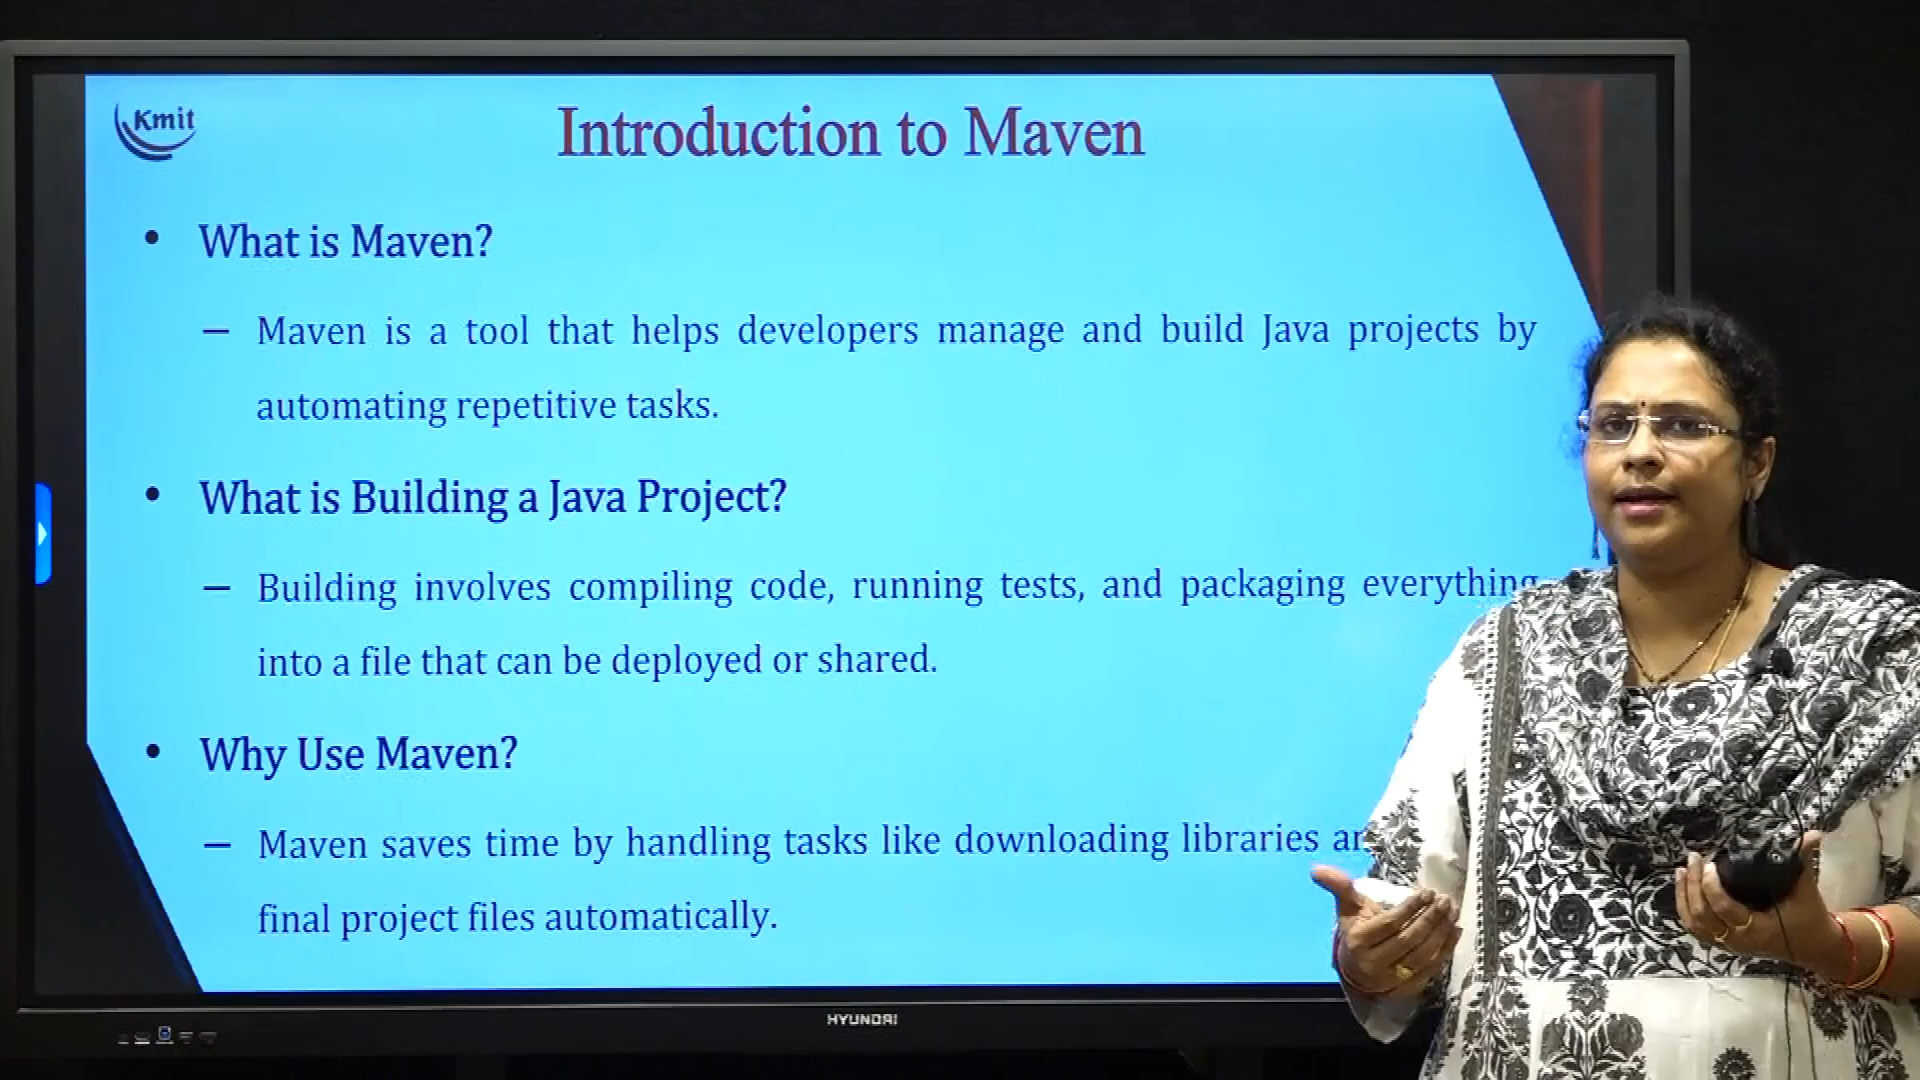 Kmit
Introduction to Maven
• What is Maven?
– Maven is a tool that helps developers manage and build Java projects by
automating repetitive tasks.
• What is Building a Java Project?
– Building involves compiling code, running tests, and packaging everything
into a file that can be deployed or shared.
• Why Use Maven?
– Maven saves time by handling tasks like downloading libraries
final project files automatically.
HYUNDAI